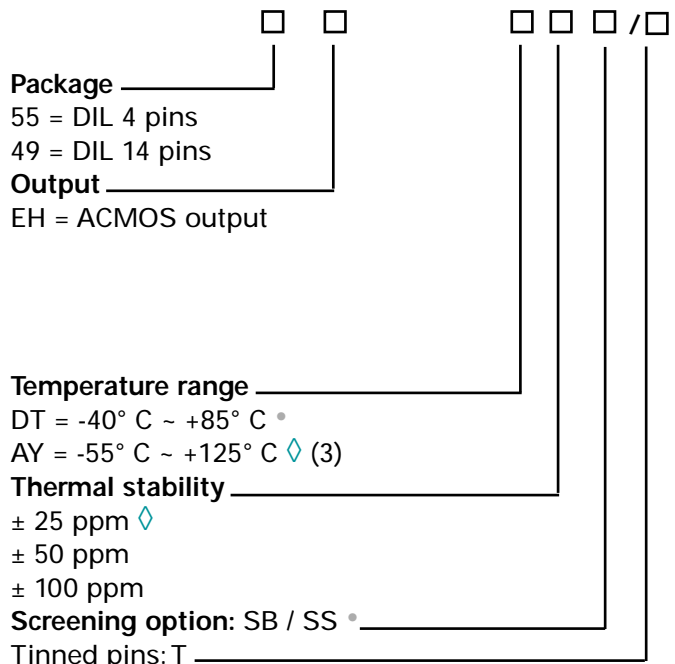 □ □ □ □ □ / □
Package
55 = DIL 4 pins
49 = DIL 14 pins
Output
EH = ACMOS output
Temperature range
DT = -40° C ~ +85° C •
AY = -55° C ~ +125° C ◊ (3)
Thermal stability
± 25 ppm ◊
± 50 ppm
± 100 ppm
Screening option: SB / SS •
Tinned pins: T